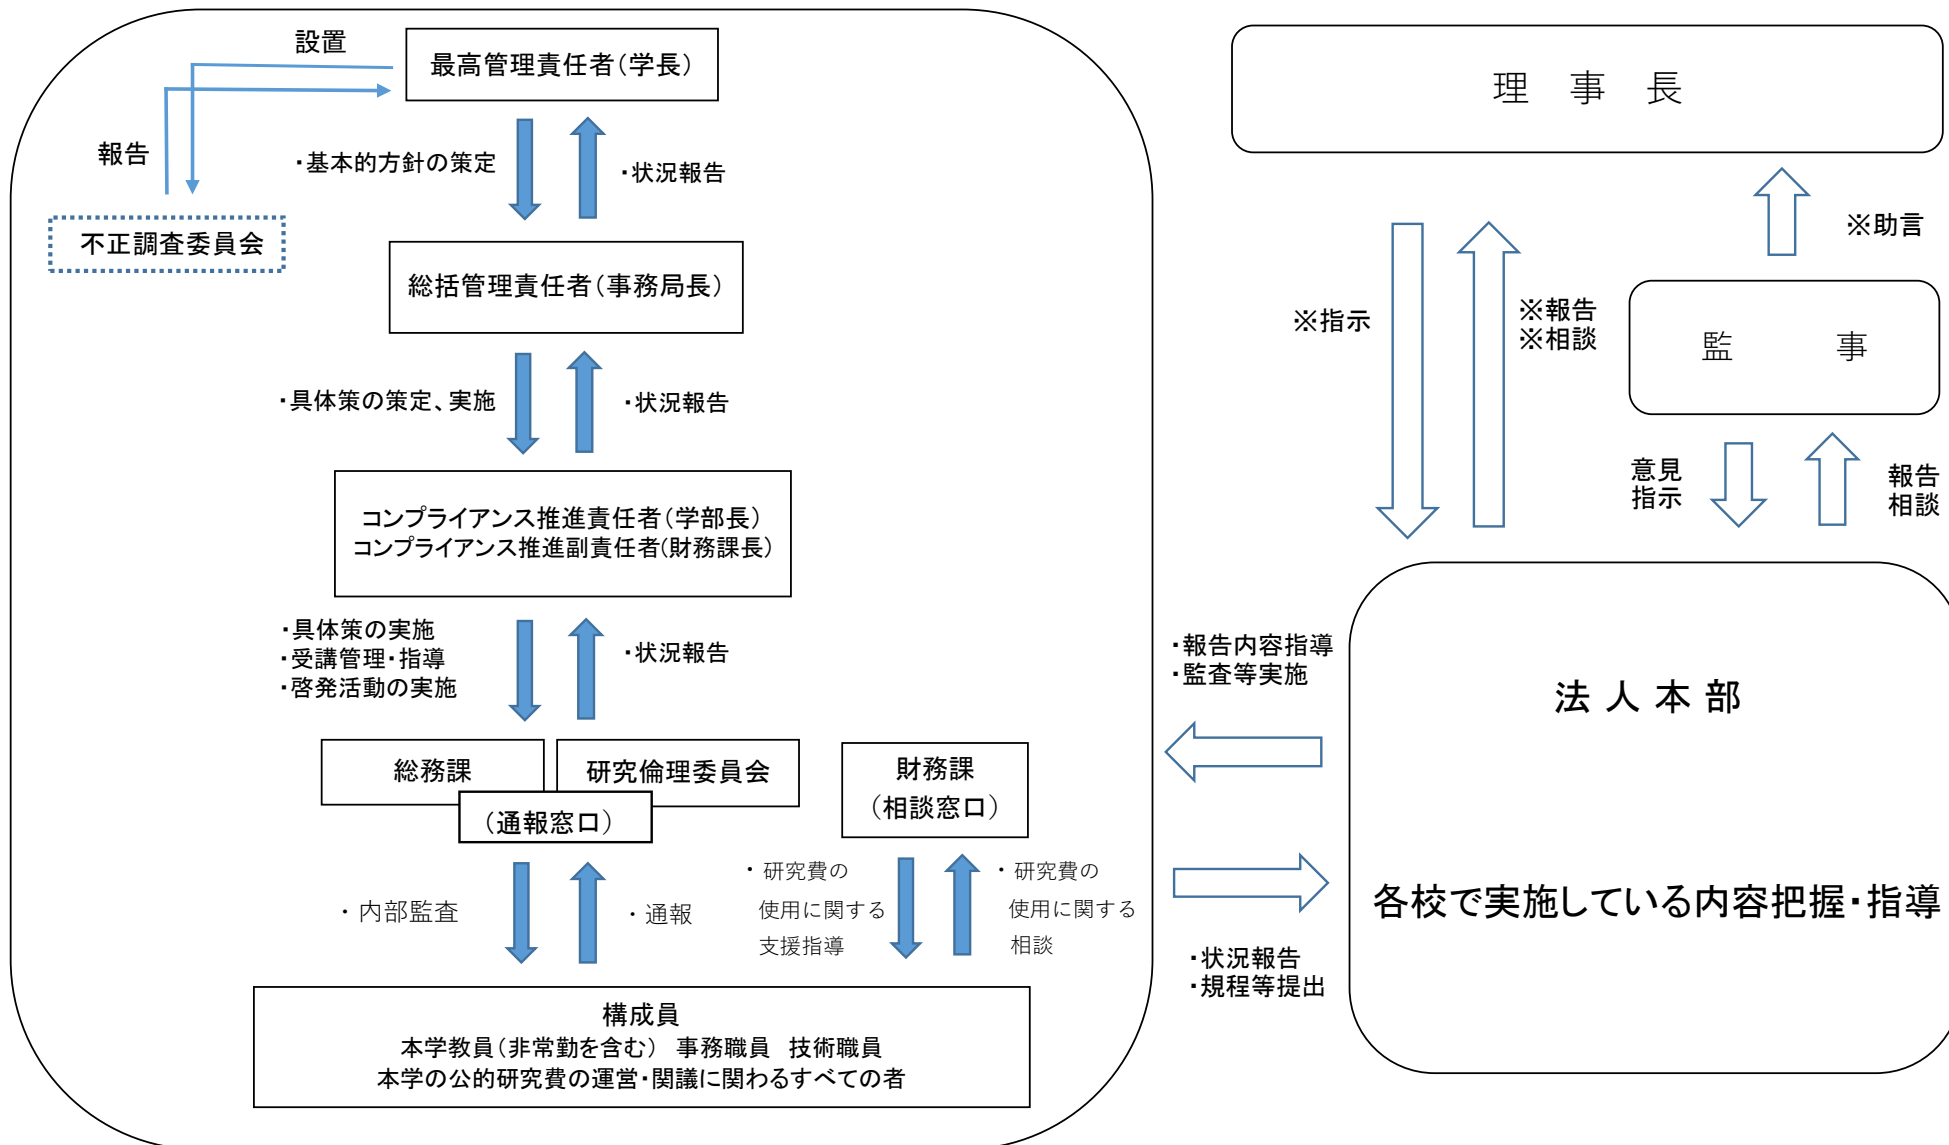 設置
最高管理責任者(学長)
報告
・基本的方針の策定
・状況報告
不正調査委員会
総括管理責任者(事務局長)
・具体策の策定、実施
・状況報告
コンプライアンス推進責任者(学部長)
コンプライアンス推進副責任者(財務課長)
・具体策の実施
・受講管理・指導
・啓発活動の実施
・状況報告
総務課
研究倫理委員会
(通報窓口)
財務課
(相談窓口)
・内部監査
・通報
・研究費の
使用に関する
支援指導
・研究費の
使用に関する
相談
構成員
本学教員(非常勤を含む)　事務職員　技術職員
本学の公的研究費の運営・関議に関わるすべての者
理　事　長
※助言
※指示
※報告
※相談
監　　事
意見
指示
報告
相談
・報告内容指導
・監査等実施
法 人 本 部
各校で実施している内容把握・指導
・状況報告
・規程等提出